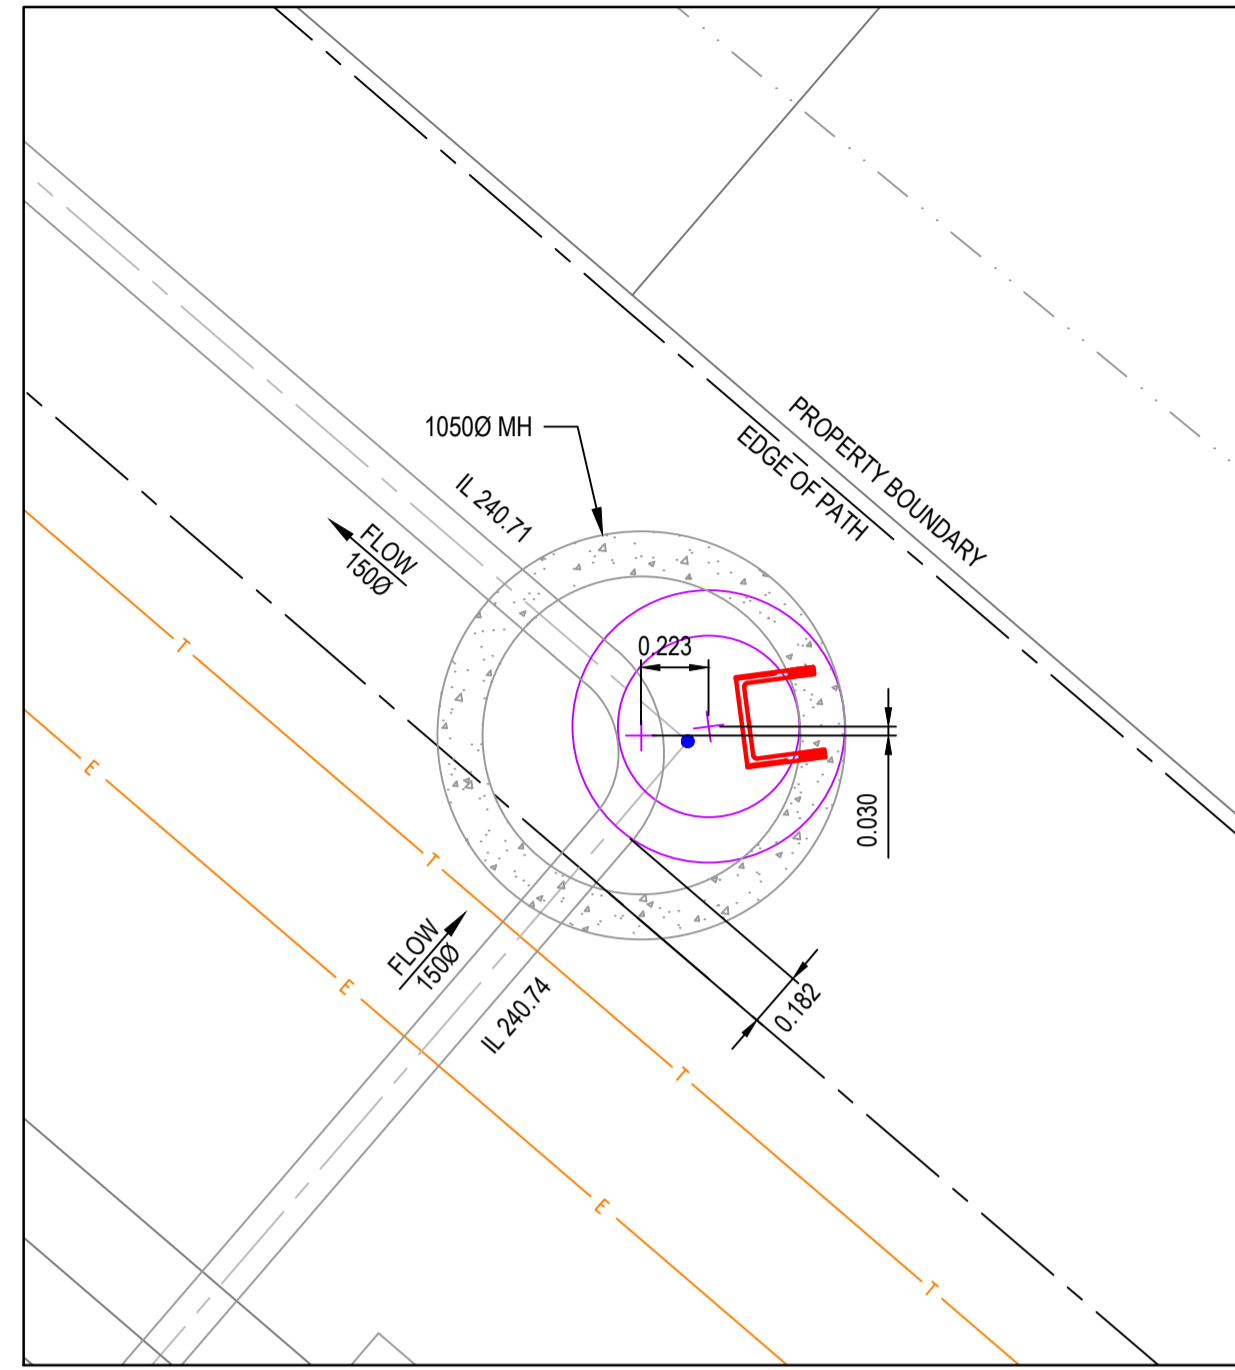 PROPERTY BOUNDARY
EDGE OF PATH
1050Ø MH
IL 240.71
FLOW
150Ø
T
0.223
E
0.030
T
FLOW
150Ø
IL 240.74
E
0.182
T
E
T